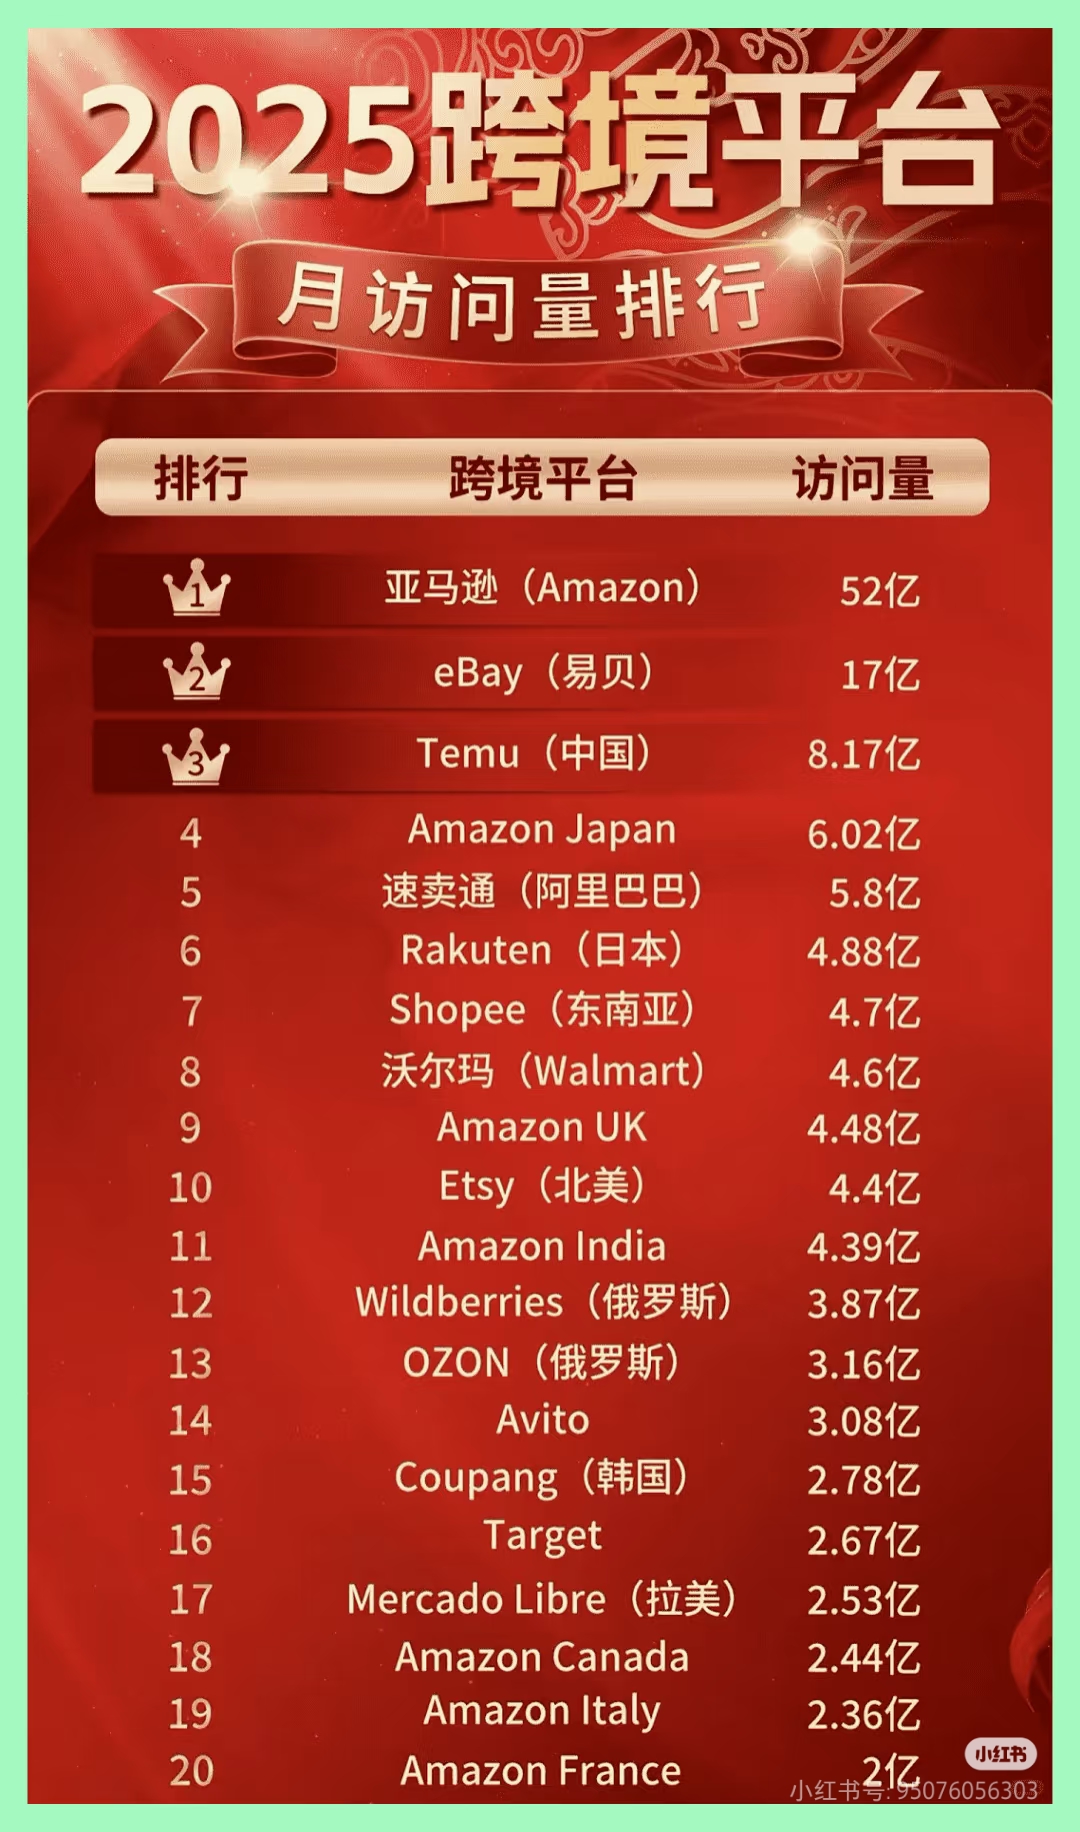 2025跨境平台
月访问量排行
排行 跨境平台 访问量
1 亚马逊（Amazon） 52亿
2 eBay（易贝） 17亿
3 Temu（中国） 8.17亿
4 Amazon Japan 6.02亿
5 速卖通（阿里巴巴） 5.8亿
6 Rakuten（日本） 4.88亿
7 Shopee（东南亚） 4.7亿
8 沃尔玛（Walmart） 4.6亿
9 Amazon UK 4.48亿
10 Etsy（北美） 4.4亿
11 Amazon India 4.39亿
12 Wildberries（俄罗斯） 3.87亿
13 OZON（俄罗斯） 3.16亿
14 Avito 3.08亿
15 Coupang（韩国） 2.78亿
16 Target 2.67亿
17 Mercado Libre（拉美） 2.53亿
18 Amazon Canada 2.44亿
19 Amazon Italy 2.36亿
20 Amazon France 2亿
小红书
小红书号: 95076056303